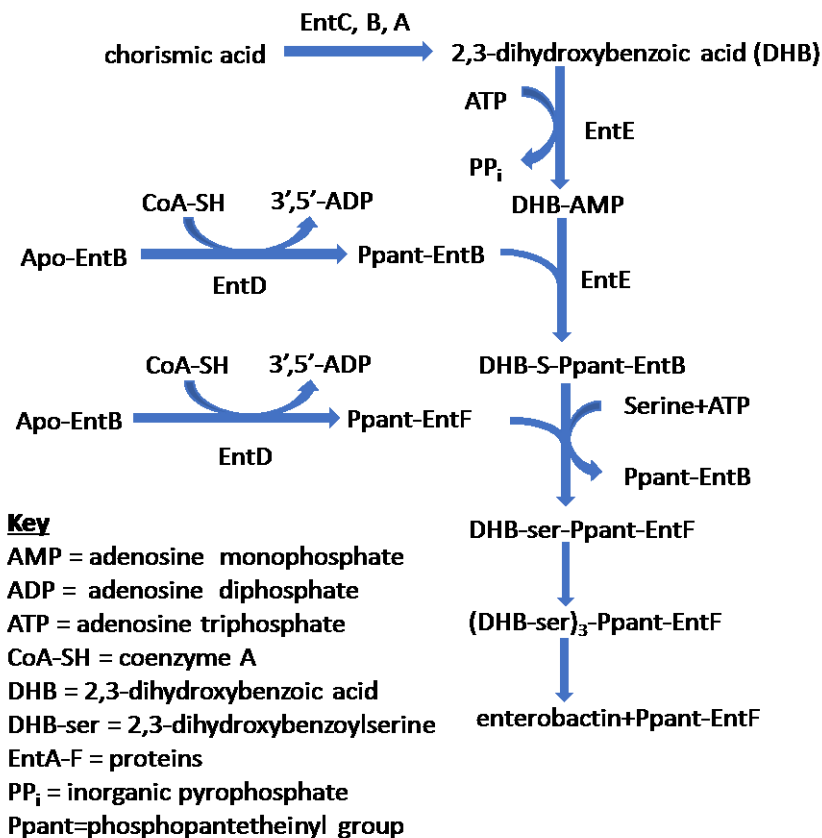 EntC, B, A
chorismic acid
2,3-dihydroxybenzoic acid (DHB)
ATP
EntE
PPi
CoA-SH
3',5'-ADP
DHB-AMP
Apo-EntB
Ppant-EntB
EntD
EntE
CoA-SH
3',5'-ADP
DHB-S-Ppant-EntB
Apo-EntB
Ppant-EntF
Serine+ATP
EntD
Ppant-EntB
DHB-ser-Ppant-EntF
(DHB-ser)3-Ppant-EntF
enterobactin+Ppant-EntF
Key
AMP = adenosine monophosphate
ADP = adenosine diphosphate
ATP = adenosine triphosphate
CoA-SH = coenzyme A
DHB = 2,3-dihydroxybenzoic acid
DHB-ser = 2,3-dihydroxybenzoylserine
EntA-F = proteins
PPi = inorganic pyrophosphate
Ppant=phosphopantetheinyl group